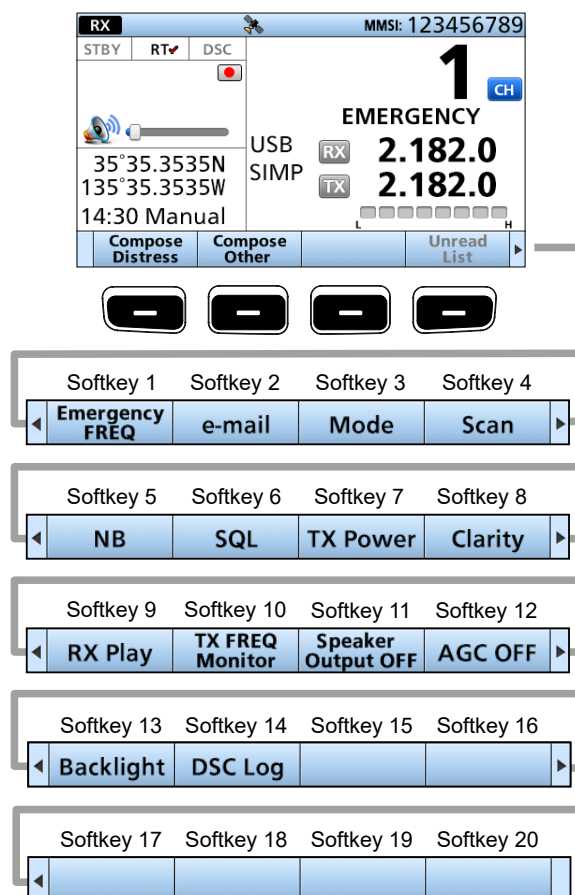 RX MMSI: 123456789
STBY RT✔ DSC
1 CH
EMERGENCY
USB RX 2.182.0
SIMP TX 2.182.0
35°35.3535N
135°35.3535W
14:30 Manual
L H
Compose Distress Compose Other Unread List
Softkey 1 Softkey 2 Softkey 3 Softkey 4
Emergency FREQ e-mail Mode Scan
Softkey 5 Softkey 6 Softkey 7 Softkey 8
NB SQL TX Power Clarity
Softkey 9 Softkey 10 Softkey 11 Softkey 12
RX Play TX FREQ Monitor Speaker Output OFF AGC OFF
Softkey 13 Softkey 14 Softkey 15 Softkey 16
Backlight DSC Log
Softkey 17 Softkey 18 Softkey 19 Softkey 20